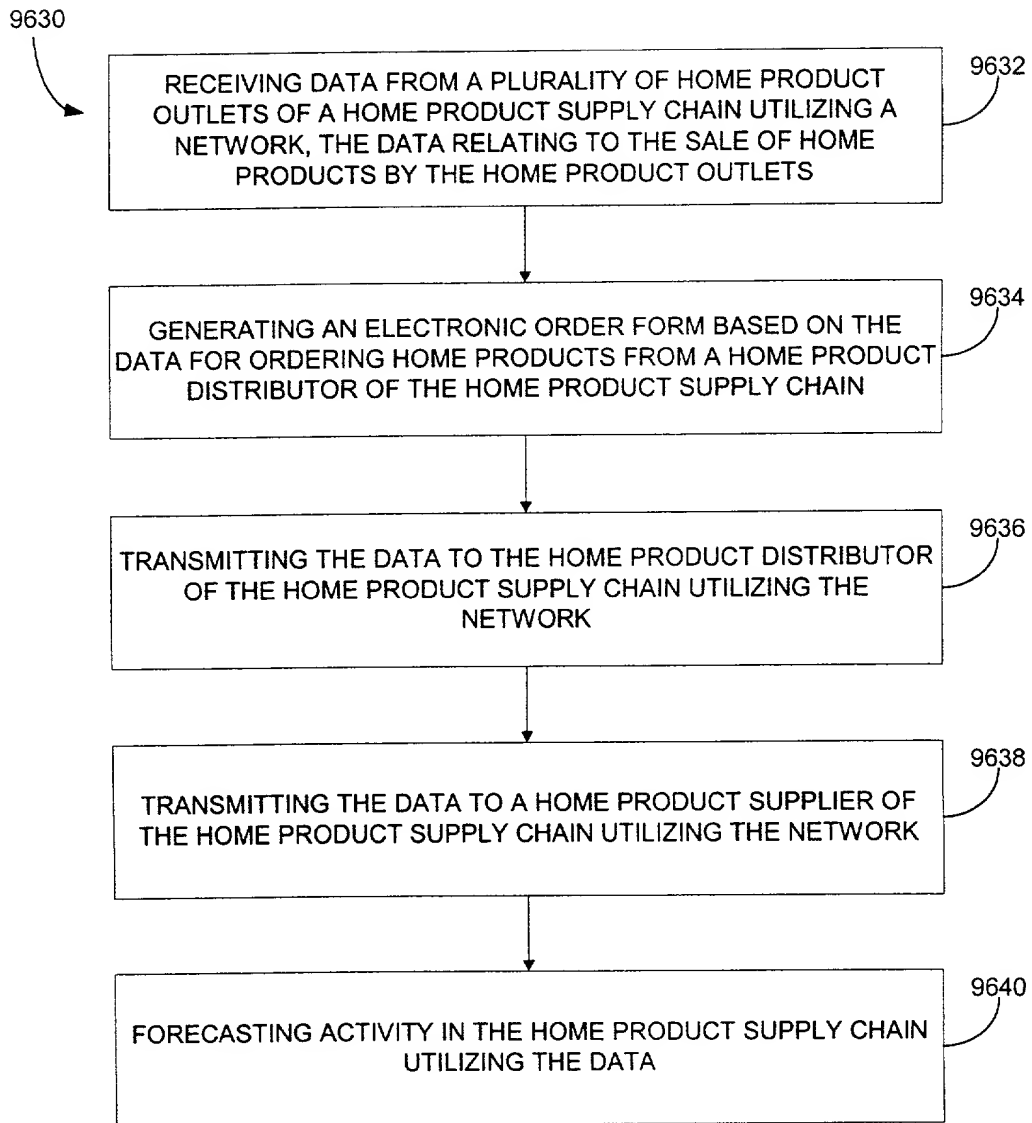 9630
RECEIVING DATA FROM A PLURALITY OF HOME PRODUCT
OUTLETS OF A HOME PRODUCT SUPPLY CHAIN UTILIZING A
NETWORK, THE DATA RELATING TO THE SALE OF HOME
PRODUCTS BY THE HOME PRODUCT OUTLETS
9632
GENERATING AN ELECTRONIC ORDER FORM BASED ON THE
DATA FOR ORDERING HOME PRODUCTS FROM A HOME PRODUCT
DISTRIBUTOR OF THE HOME PRODUCT SUPPLY CHAIN
9634
TRANSMITTING THE DATA TO THE HOME PRODUCT DISTRIBUTOR
OF THE HOME PRODUCT SUPPLY CHAIN UTILIZING THE
NETWORK
9636
TRANSMITTING THE DATA TO A HOME PRODUCT SUPPLIER OF
THE HOME PRODUCT SUPPLY CHAIN UTILIZING THE NETWORK
9638
FORECASTING ACTIVITY IN THE HOME PRODUCT SUPPLY CHAIN
UTILIZING THE DATA
9640